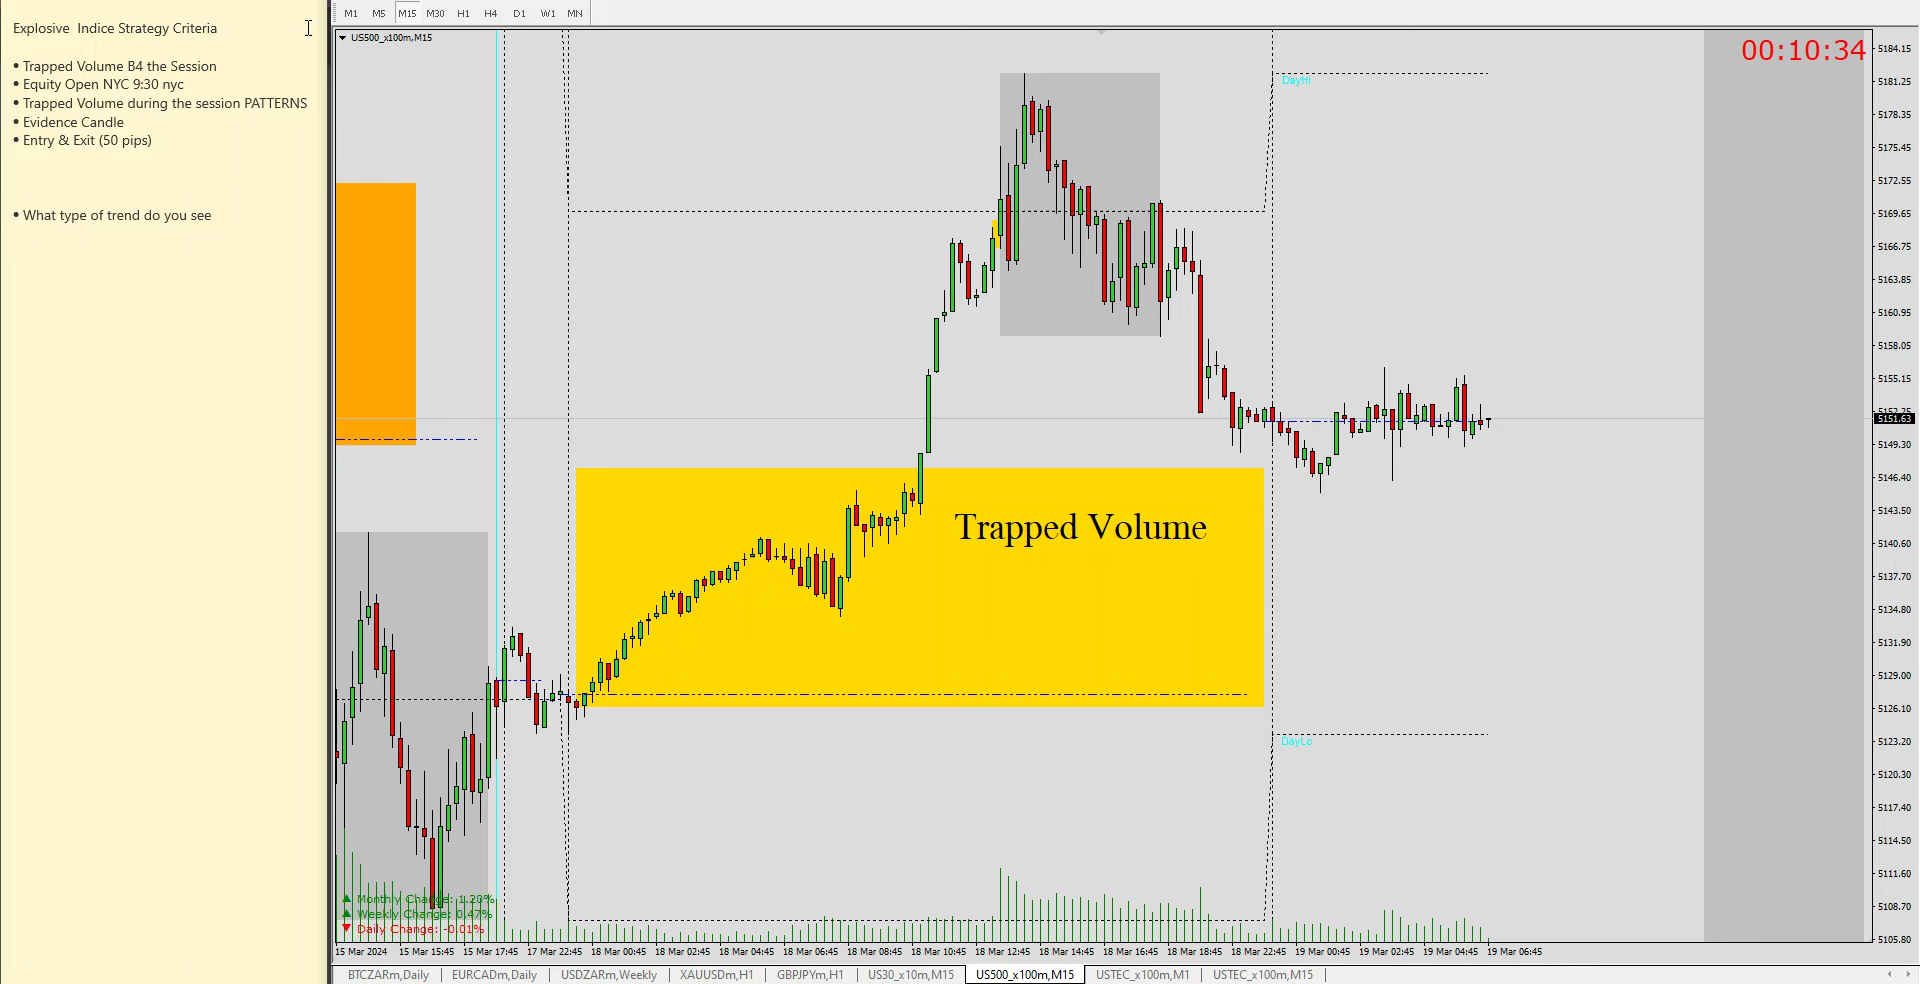 Explosive  Indice Strategy Criteria
• Trapped Volume B4 the Session
• Equity Open NYC 9:30 nyc
• Trapped Volume during the session PATTERNS
• Evidence Candle
• Entry & Exit (50 pips)
• What type of trend do you see
M1 M5 M15 M30 H1 H4 D1 W1 MN
US500_x100m,M15
00:10:34
DayHi
Trapped Volume
DayLo
5184.15
5181.25
5178.35
5175.45
5172.55
5169.65
5166.75
5163.85
5160.95
5158.05
5155.15
5152.25
5151.63
5149.30
5146.40
5143.50
5140.60
5137.70
5134.80
5131.90
5129.00
5126.10
5123.20
5120.30
5117.40
5114.50
5111.60
5108.70
5105.80
Monthly Change: 1.20%
Weekly Change: 0.47%
Daily Change: -0.01%
15 Mar 2024 15 Mar 15:45 15 Mar 17:45 17 Mar 22:45 18 Mar 00:45 18 Mar 02:45 18 Mar 04:45 18 Mar 06:45 18 Mar 08:45 18 Mar 10:45 18 Mar 12:45 18 Mar 14:45 18 Mar 16:45 18 Mar 18:45 18 Mar 22:45 19 Mar 00:45 19 Mar 02:45 19 Mar 04:45 19 Mar 06:45
BTCZARm,Daily EURCADm,Daily USDZARm,Weekly XAUUSDm,H1 GBPJPYm,H1 US30_x10m,M15 US500_x100m,M15 USTEC_x100m,M1 USTEC_x100m,M15